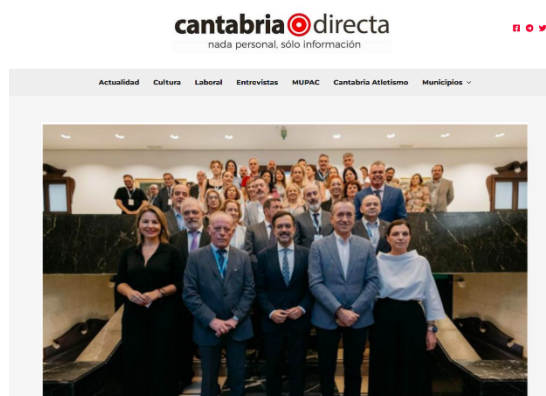 cantabria directa
nada personal, sólo información
Actualidad Cultura Laboral Entrevistas MUPAC Cantabria Atletismo Municipios